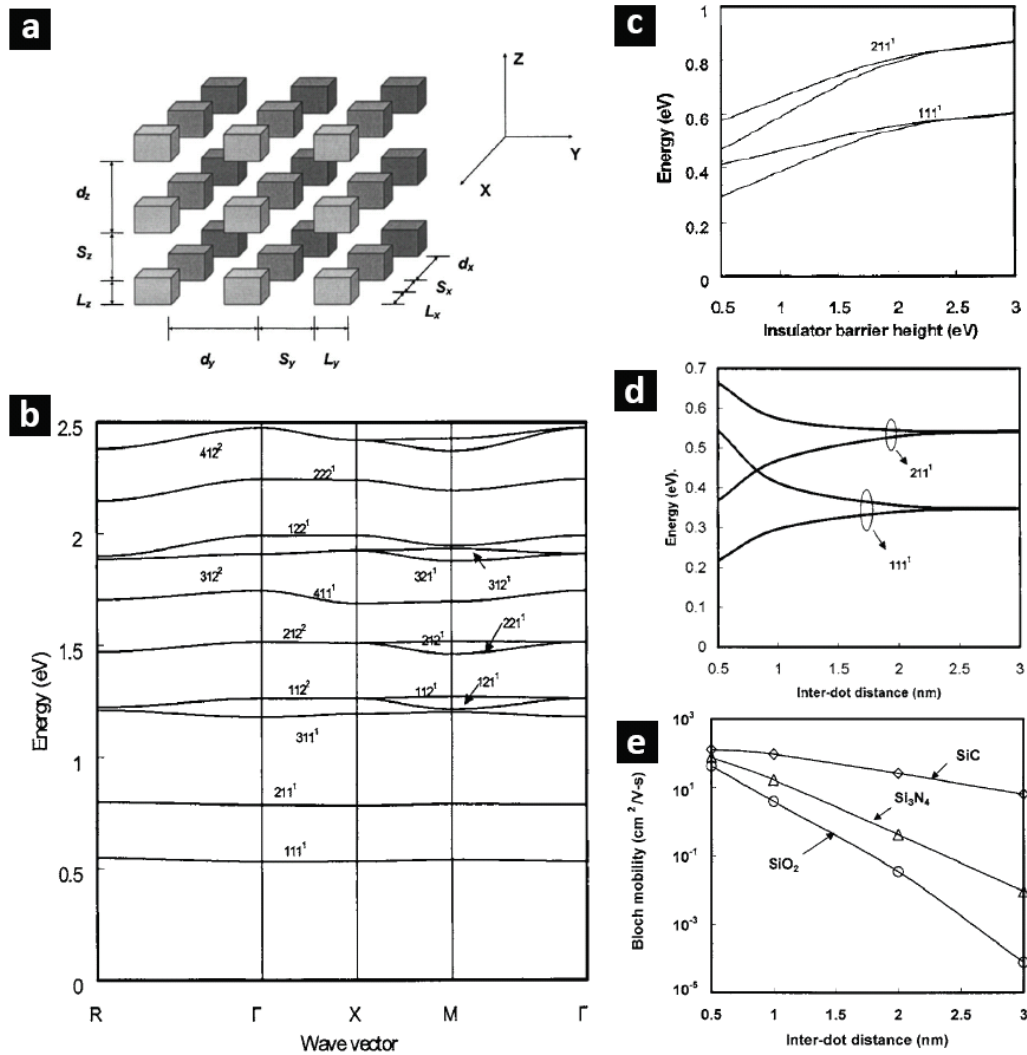 a
Z
Y
X
d_z
S_z
L_z
d_x
S_x
L_x
d_y
S_y
L_y
b
2.5
2
1.5
1
0.5
0
Energy (eV)
412²
222¹
122¹
321¹
312¹
312²
411¹
212²
212¹
221¹
112²
112¹
121¹
311¹
211¹
111¹
R
Γ
X
M
Γ
Wave vector
c
1
0.8
0.6
0.4
0.2
0
Energy (eV)
211¹
111¹
0.5
1
1.5
2
2.5
3
Insulator barrier height (eV)
d
0.7
0.6
0.5
0.4
0.3
0.2
0.1
0
Energy (eV).
211¹
111¹
0.5
1
1.5
2
2.5
3
Inter-dot distance (nm)
e
10³
10¹
10⁻¹
10⁻³
10⁻⁵
Bloch mobility (cm²/V-s)
SiC
Si₃N₄
SiO₂
0.5
1
1.5
2
2.5
3
Inter-dot distance (nm)